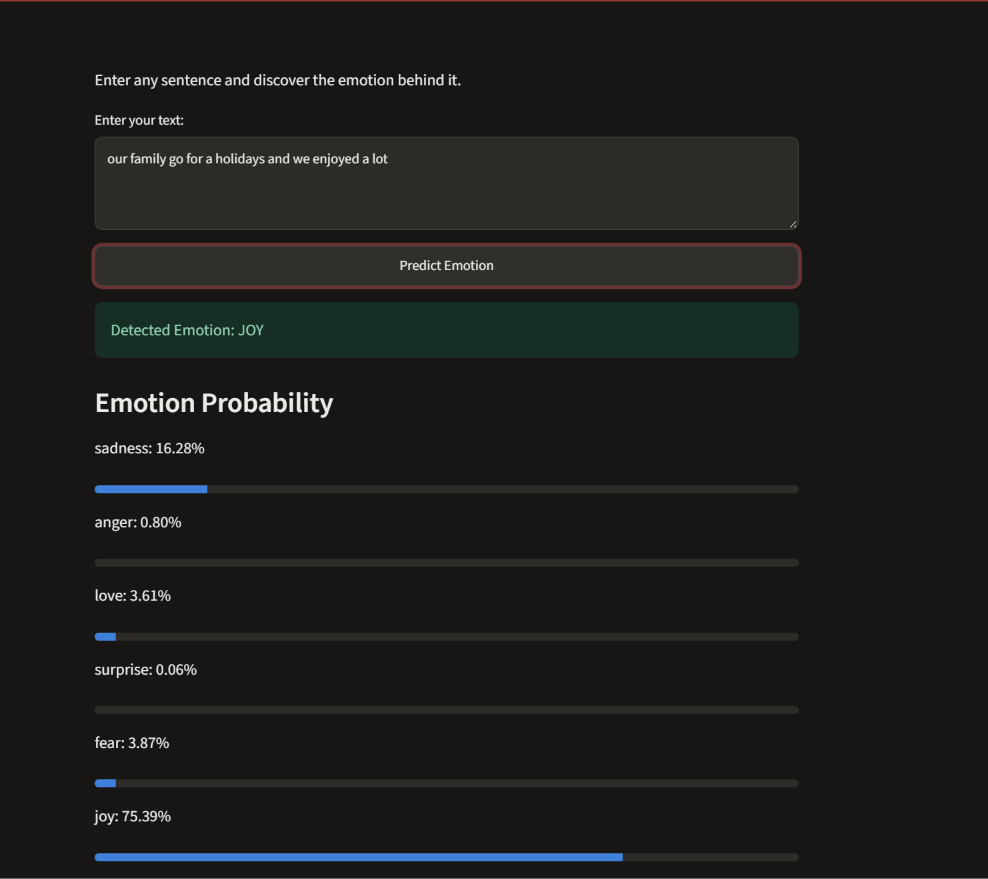 Enter any sentence and discover the emotion behind it.
Enter your text:
our family go for a holidays and we enjoyed a lot
Predict Emotion
Detected Emotion: JOY
Emotion Probability
sadness: 16.28%
anger: 0.80%
love: 3.61%
surprise: 0.06%
fear: 3.87%
joy: 75.39%